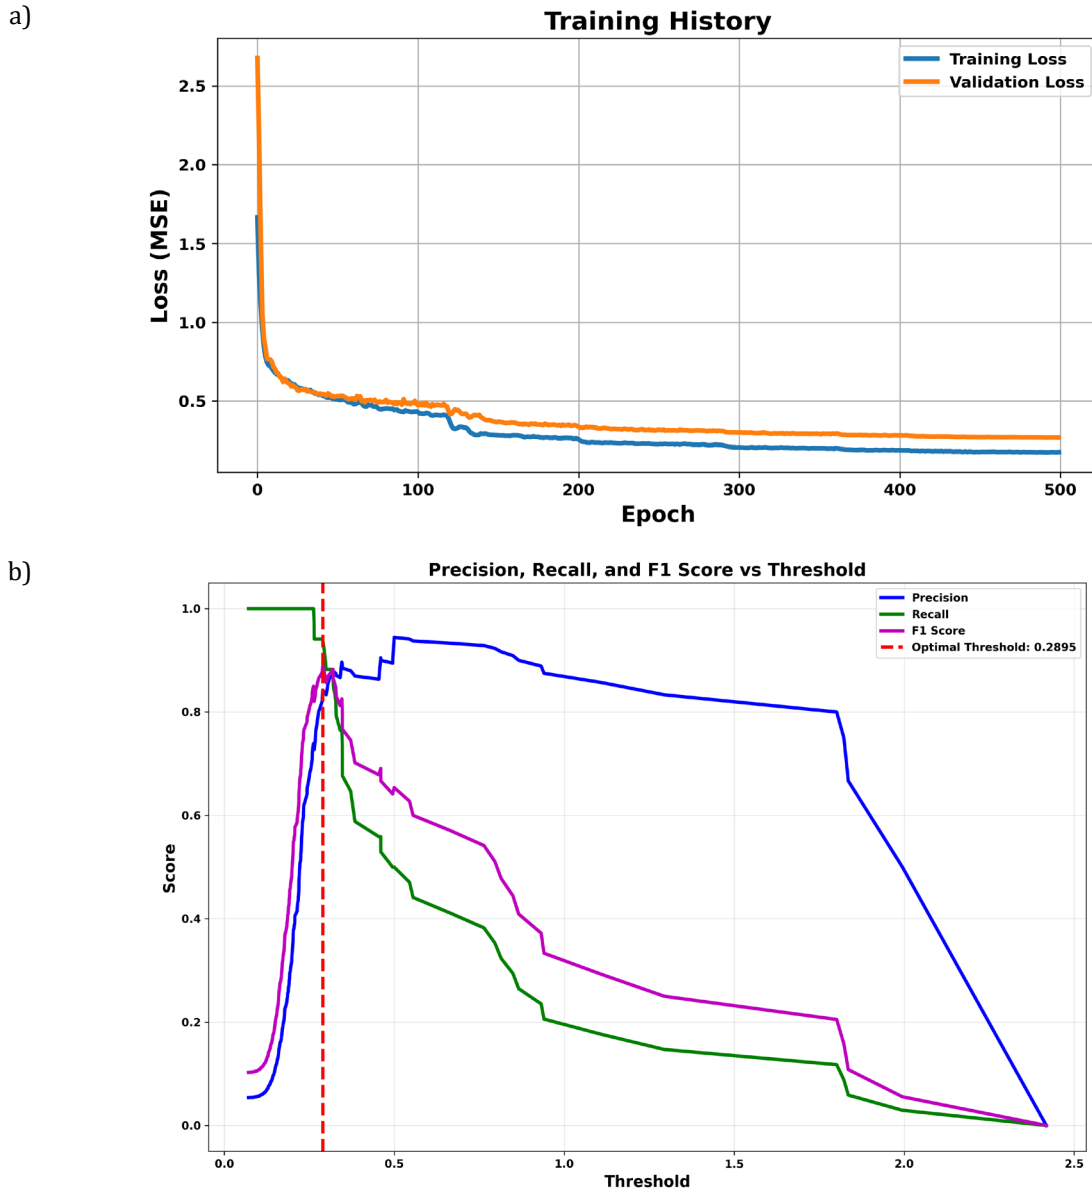 a)
Training History
Training Loss
Validation Loss
2.5
2.0
1.5
1.0
0.5
Loss (MSE)
0 100 200 300 400 500
Epoch
b)
Precision, Recall, and F1 Score vs Threshold
Precision
Recall
F1 Score
Optimal Threshold: 0.2895
1.0
0.8
0.6
0.4
0.2
0.0
Score
0.0 0.5 1.0 1.5 2.0 2.5
Threshold